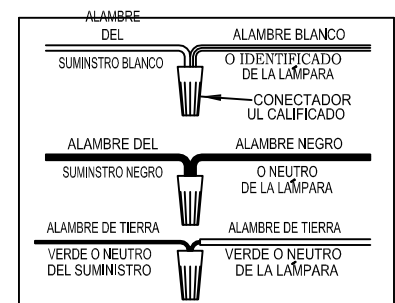 ALAMBRE
DEL
SUMINSTRO BLANCO
ALAMBRE BLANCO
O IDENTIFICADO
DE LA LAMPARA
CONECTADOR
UL CALIFICADO
ALAMBRE DEL
SUMINSTRO NEGRO
ALAMBRE NEGRO
O NEUTRO
DE LA LAMPARA
ALAMBRE DE TIERRA
VERDE O NEUTRO
DEL SUMINISTRO
ALAMBRE DE TIERRA
VERDE O NEUTRO
DE LA LAMPARA